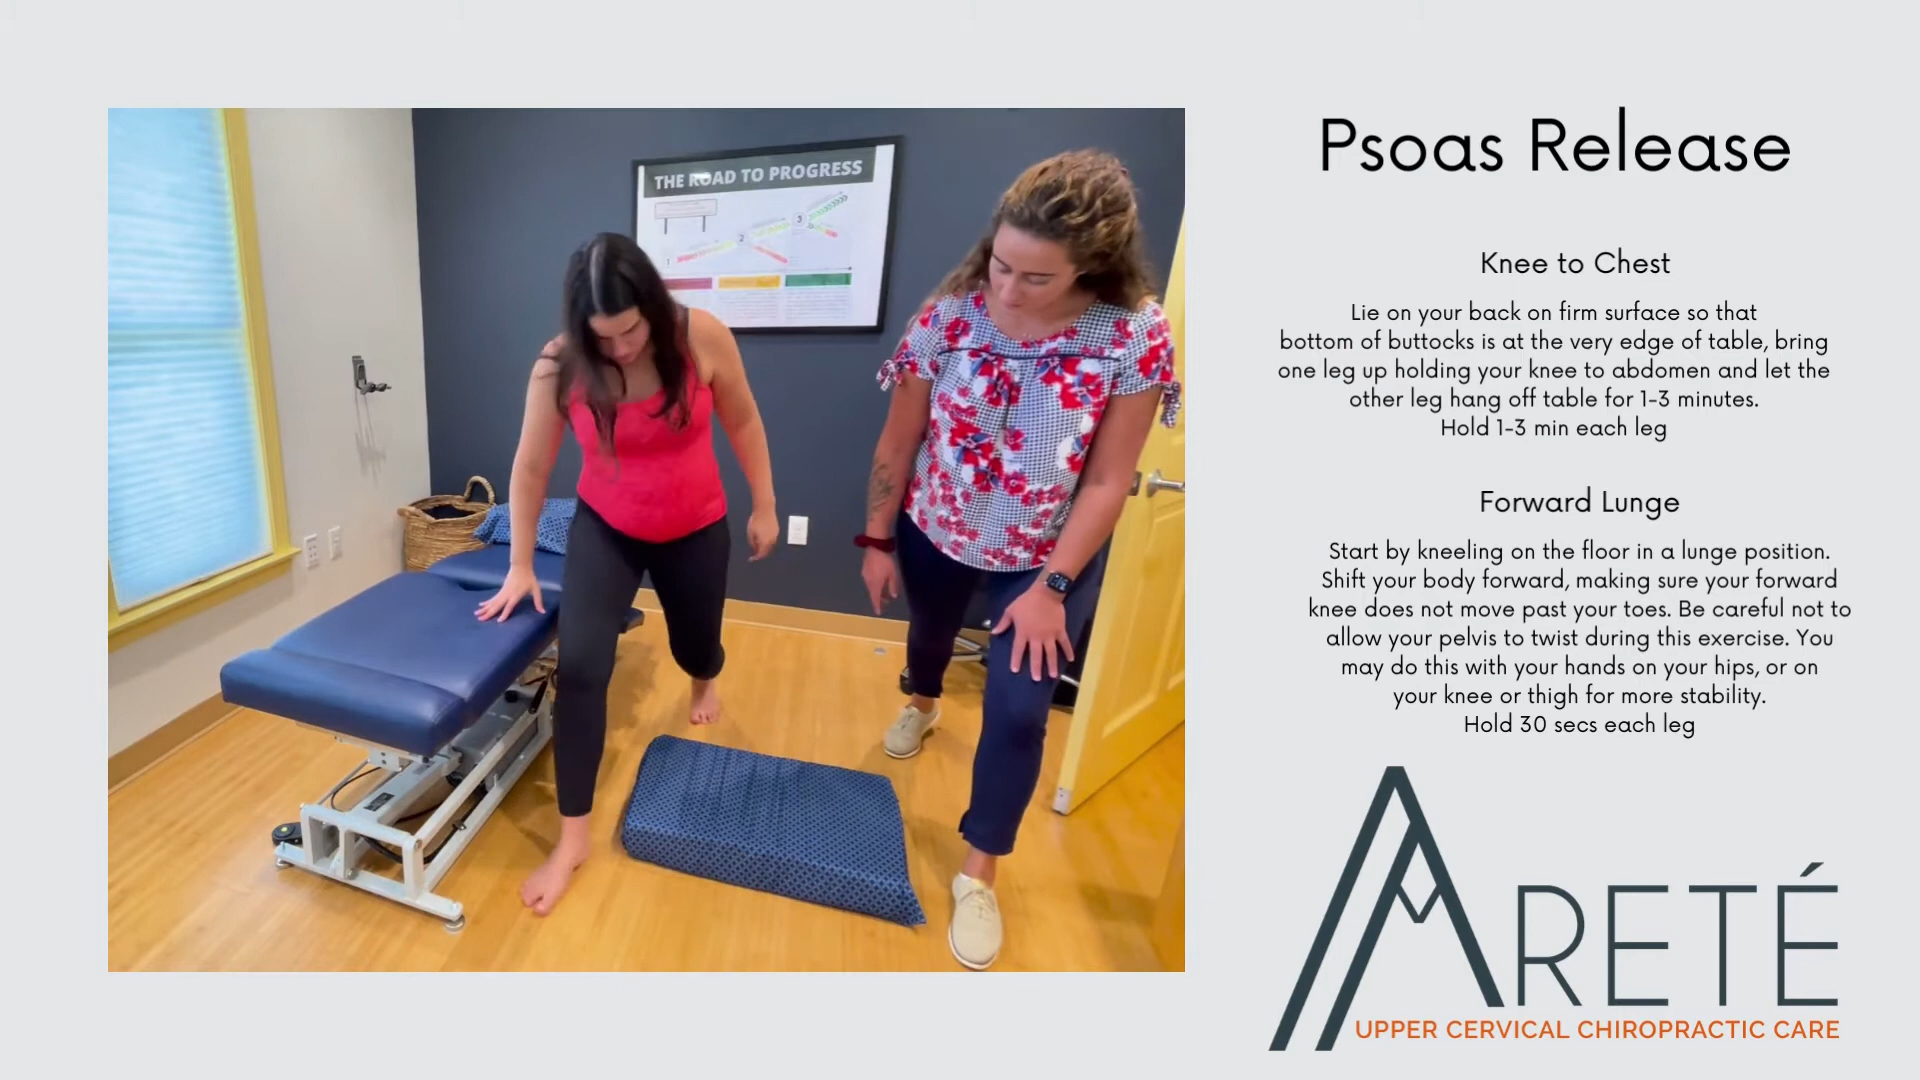 THE ROAD TO PROGRESS
1
2
3
Psoas Release
Knee to Chest
Lie on your back on firm surface so that
bottom of buttocks is at the very edge of table, bring
one leg up holding your knee to abdomen and let the
other leg hang off table for 1-3 minutes.
Hold 1-3 min each leg
Forward Lunge
Start by kneeling on the floor in a lunge position.
Shift your body forward, making sure your forward
knee does not move past your toes. Be careful not to
allow your pelvis to twist during this exercise. You
may do this with your hands on your hips, or on
your knee or thigh for more stability.
Hold 30 secs each leg
ARETÉ
UPPER CERVICAL CHIROPRACTIC CARE